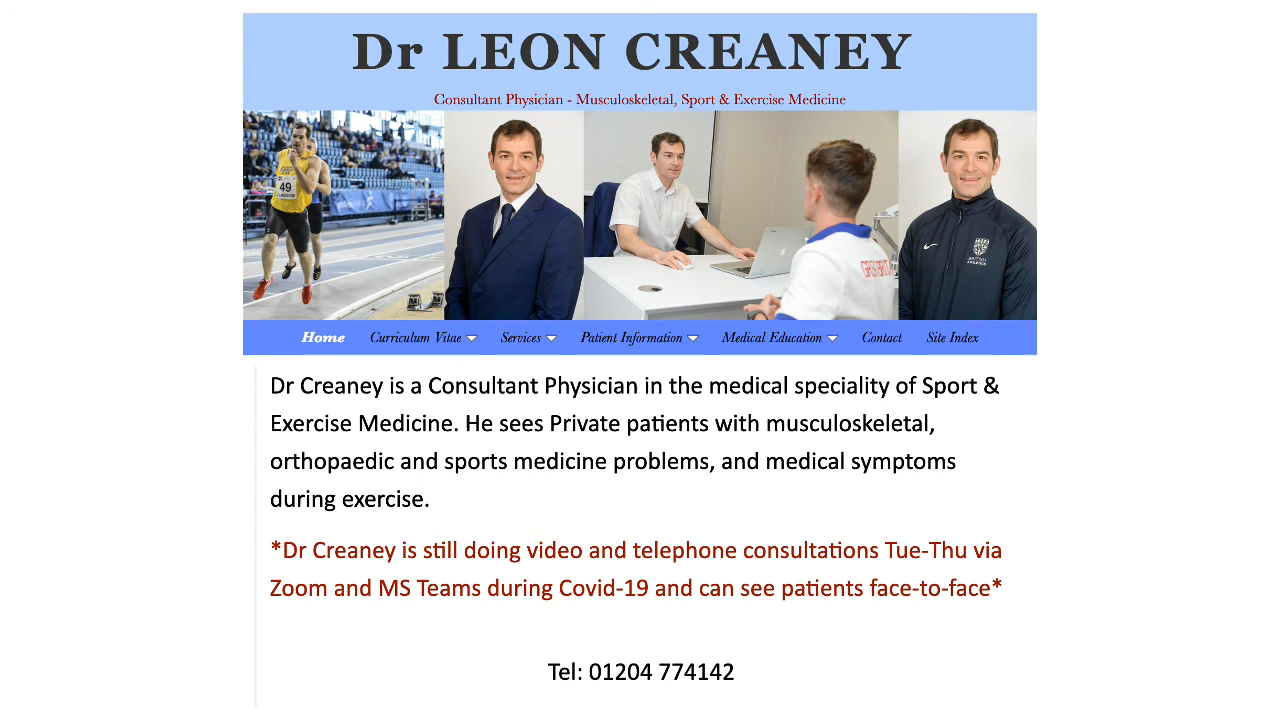 Dr LEON CREANEY
Consultant Physician - Musculoskeletal, Sport & Exercise Medicine
49
BRITISH
ATHLETICS
Home Curriculum Vitae Services Patient Information Medical Education Contact Site Index
Dr Creaney is a Consultant Physician in the medical speciality of Sport &
Exercise Medicine. He sees Private patients with musculoskeletal,
orthopaedic and sports medicine problems, and medical symptoms
during exercise.
*Dr Creaney is still doing video and telephone consultations Tue-Thu via
Zoom and MS Teams during Covid-19 and can see patients face-to-face*
Tel: 01204 774142